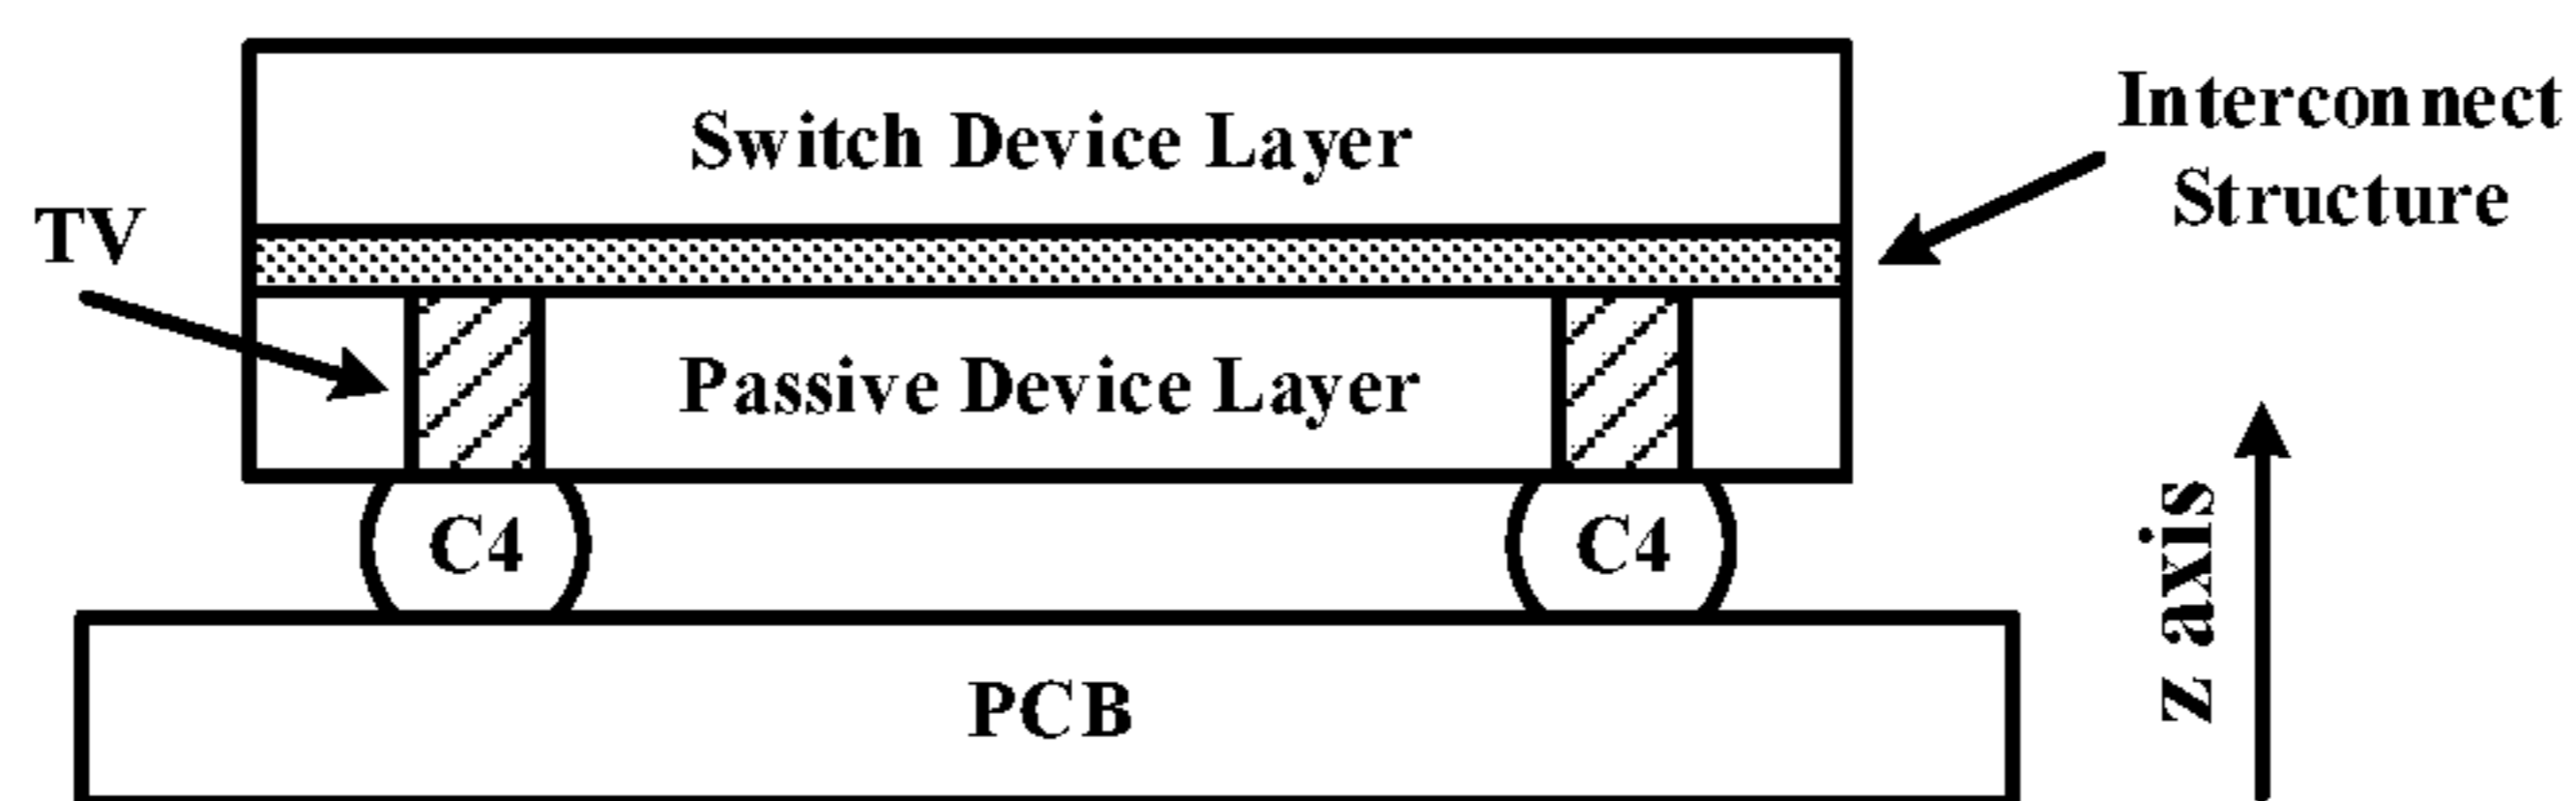 Switch Device Layer
Interconnect
Structure
TV
Passive Device Layer
C4
C4
z axis
PCB